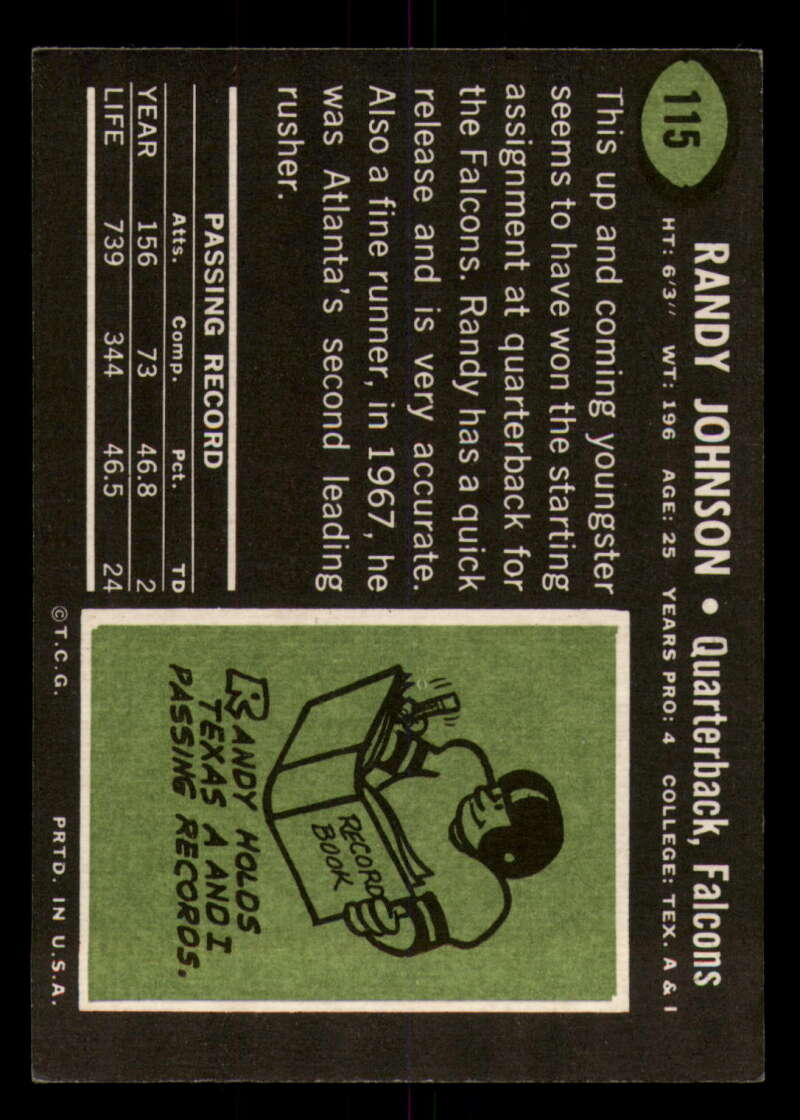 115
RANDY JOHNSON • Quarterback, Falcons
HT: 6'3" WT: 196 AGE: 25 YEARS PRO: 4 COLLEGE: TEX. A & I
This up and coming youngster
seems to have won the starting
assignment at quarterback for
the Falcons. Randy has a quick
release and is very accurate.
Also a fine runner, in 1967, he
was Atlanta's second leading
rusher.
PASSING RECORD
Atts. Comp. Pct. TD
YEAR 156 73 46.8 2
LIFE 739 344 46.5 24
RECORD
BOOK
RANDY HOLDS
TEXAS A AND I
PASSING RECORDS.
©T.C.G. PRTD. IN U.S.A.